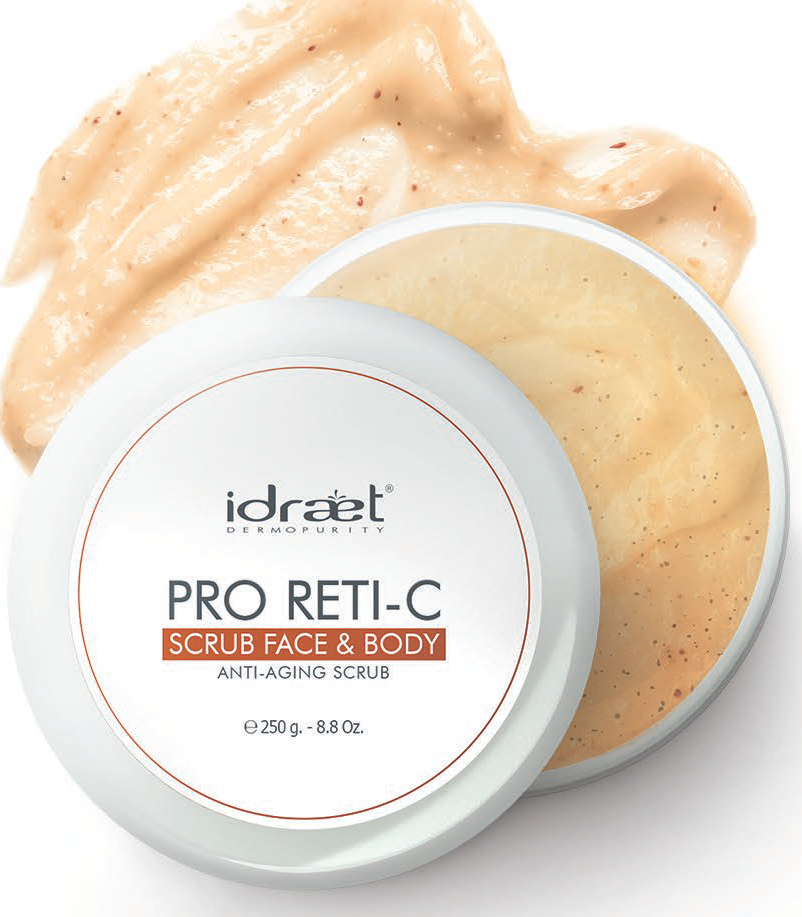 idraet®
DERMOPURITY
PRO RETI-C
SCRUB FACE & BODY
ANTI-AGING SCRUB
℮ 250 g. - 8.8 Oz.